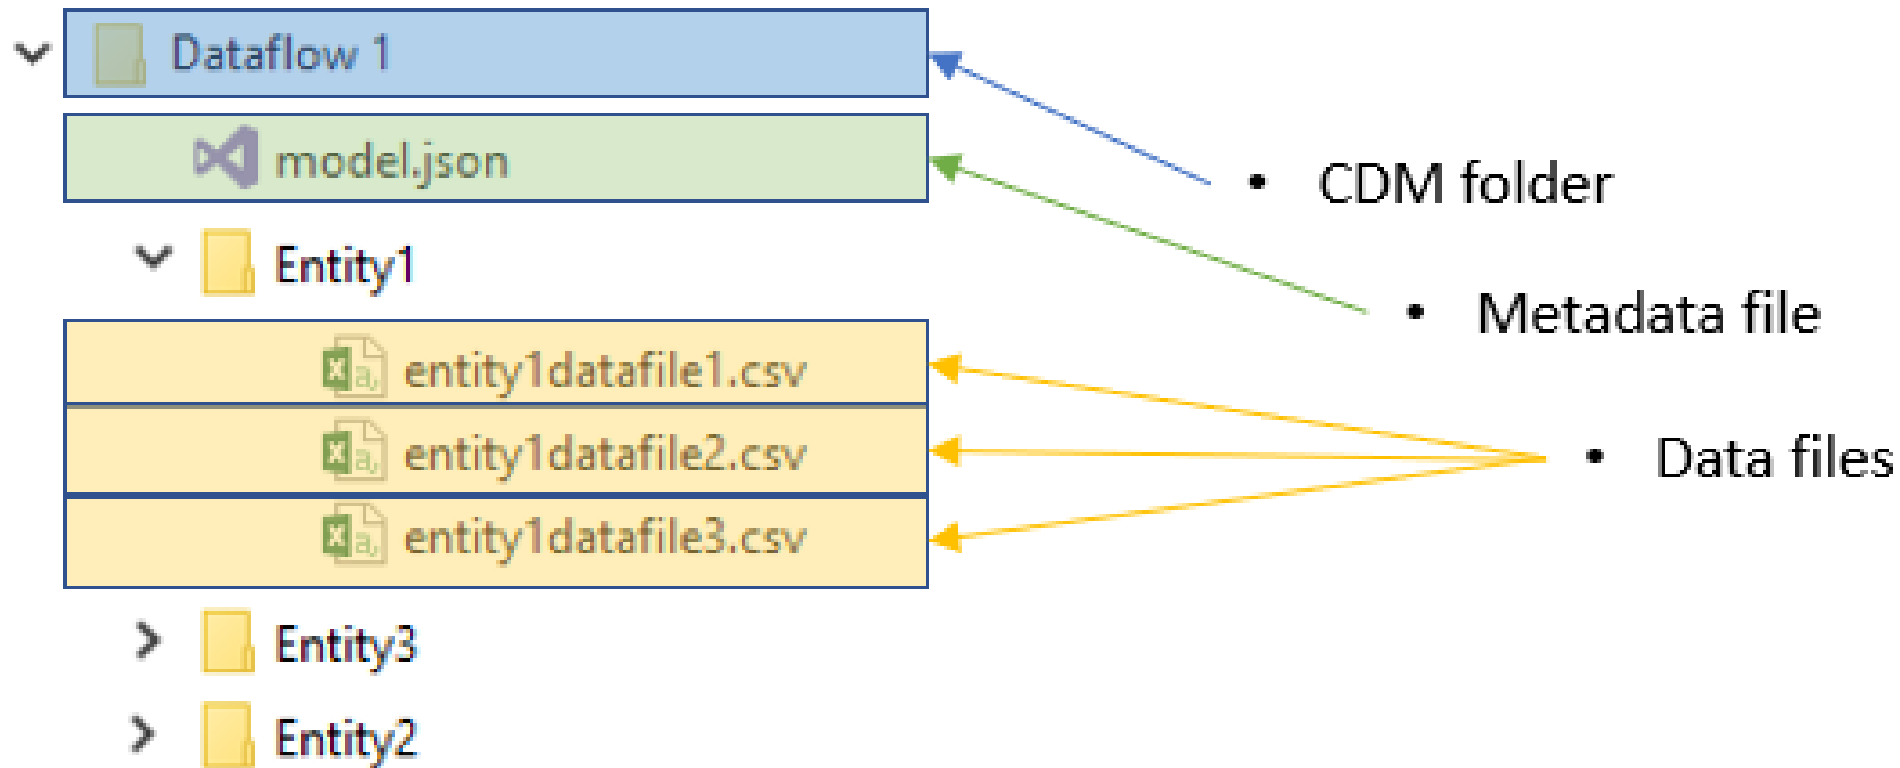 Dataflow 1
model.json
Entity1
entity1datafile1.csv
entity1datafile2.csv
entity1datafile3.csv
Entity3
Entity2
• CDM folder
• Metadata file
• Data files